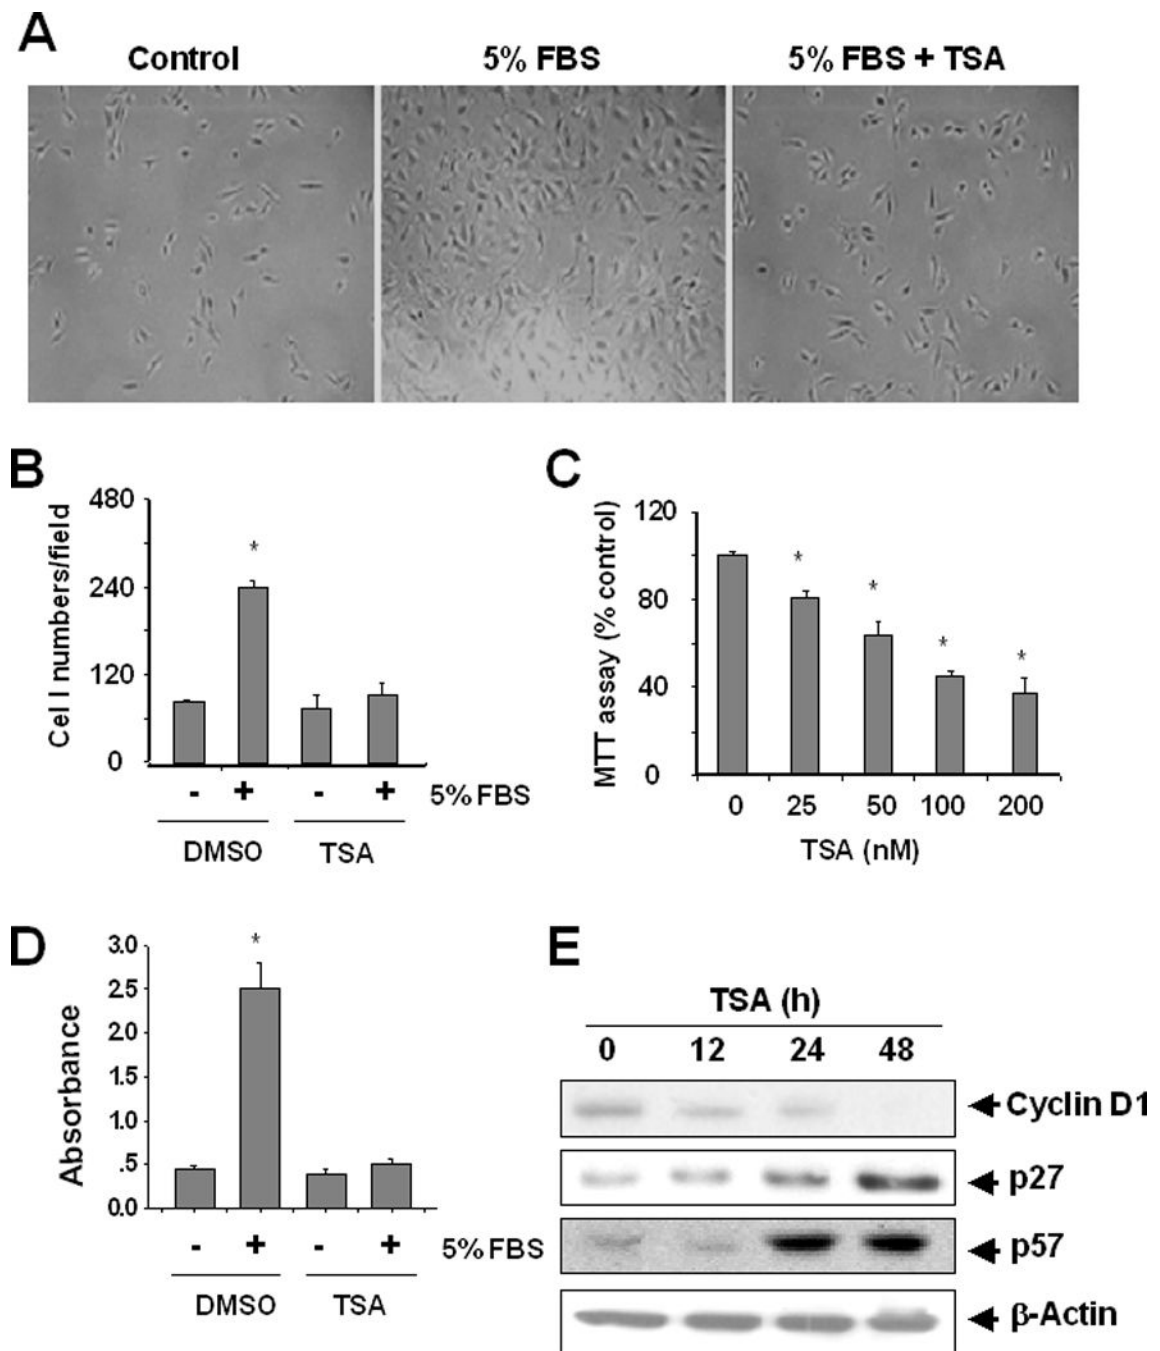 A
Control 5% FBS 5% FBS + TSA
B
Cel l numbers/field
480
240
120
0
*
- + - + 5% FBS
DMSO TSA
C
MTT assay (% control)
120
80
40
0
* * * *
0 25 50 100 200
TSA (nM)
D
Absorbance
3.0
2.5
2.0
1.5
1.0
.5
0.0
*
- + - + 5% FBS
DMSO TSA
E
TSA (h)
0 12 24 48
Cyclin D1
p27
p57
β-Actin